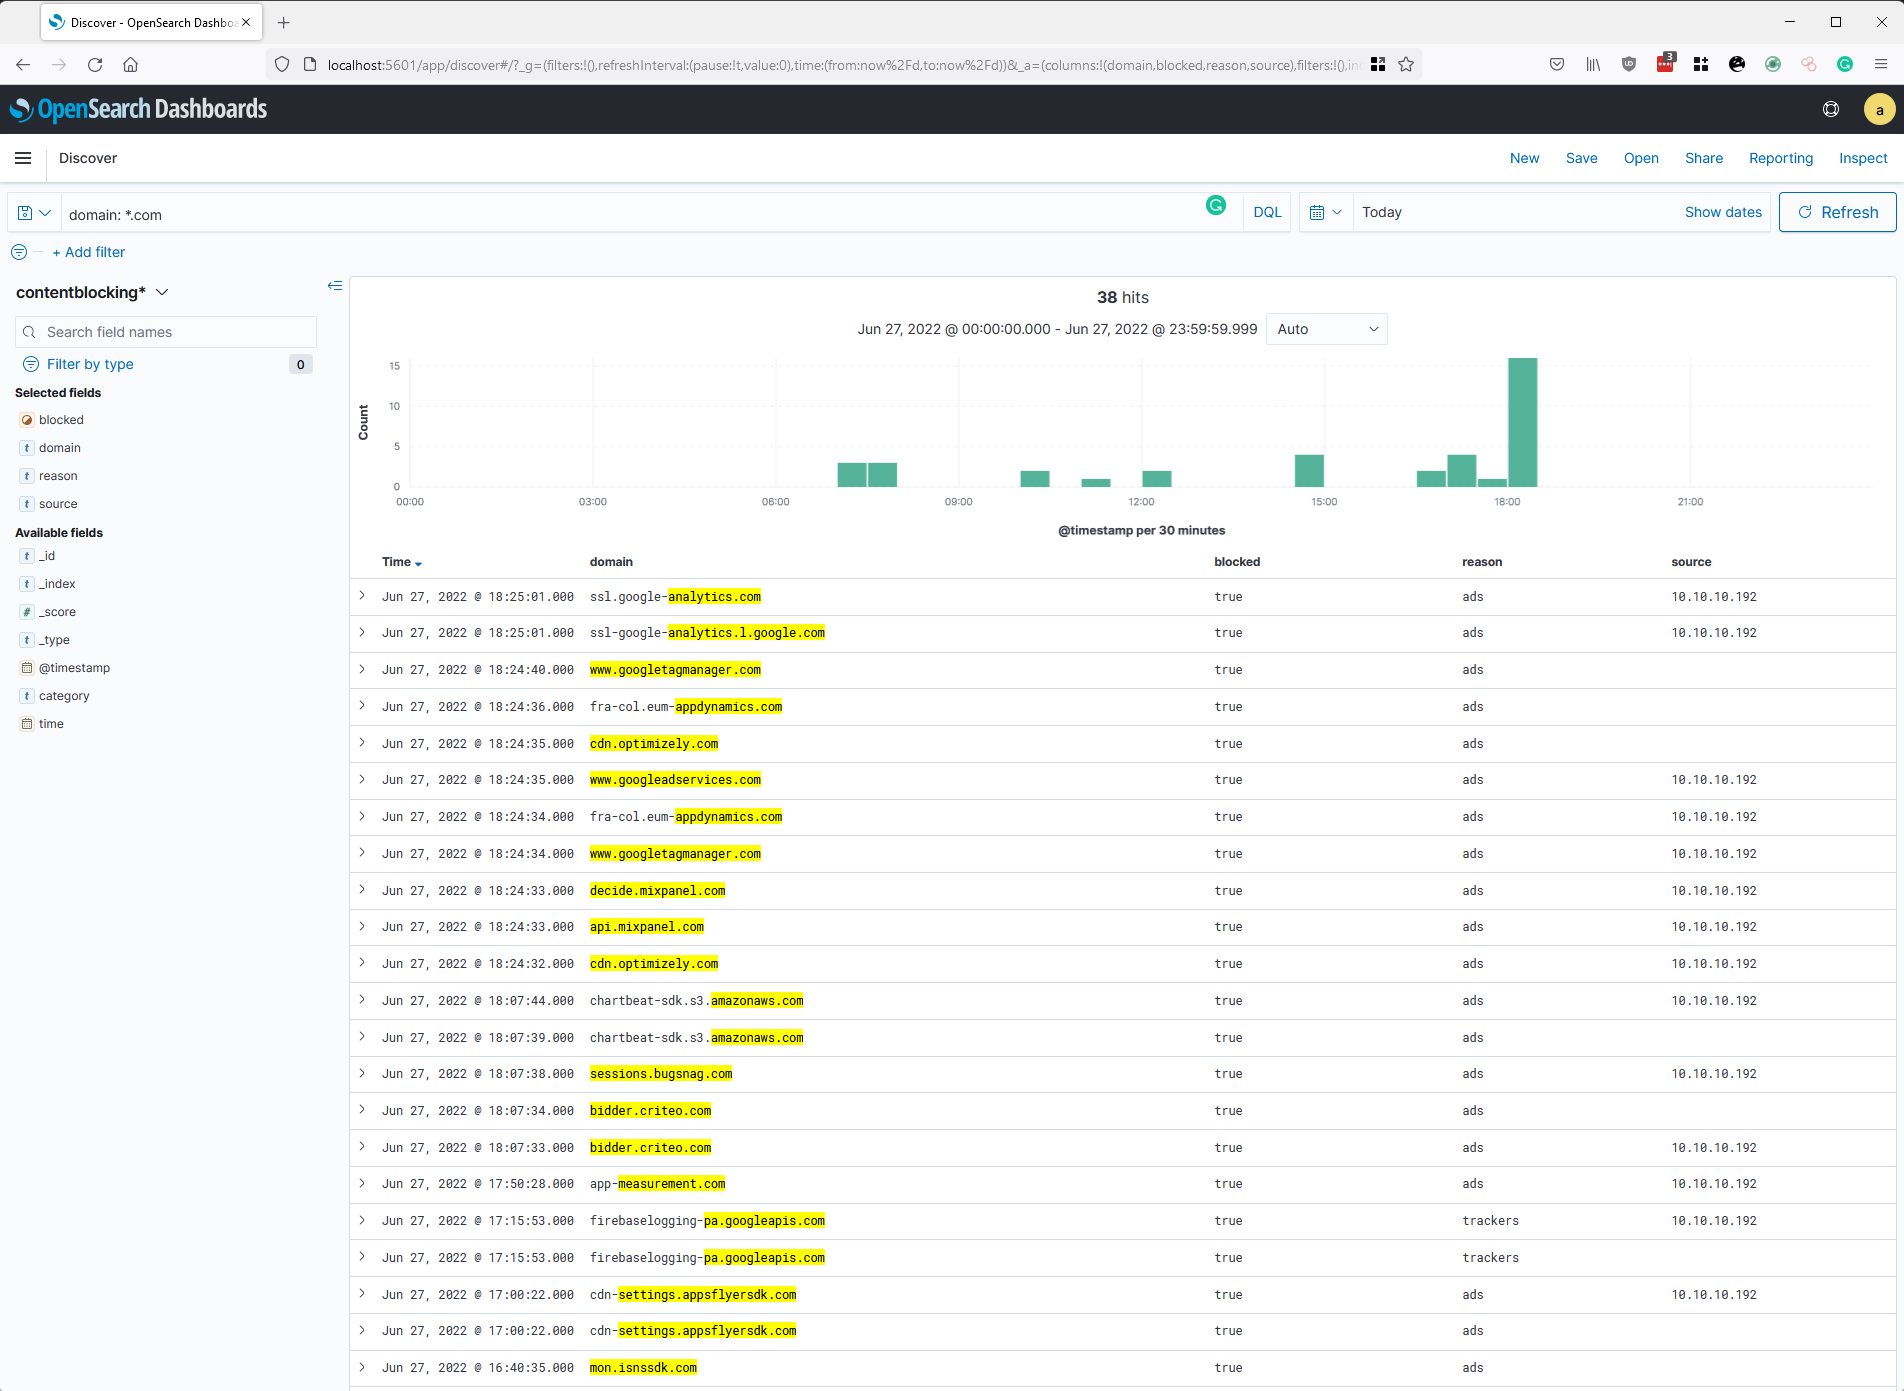 Discover - OpenSearch Dashboa
localhost:5601/app/discover#/?_g=(filters:!(),refreshInterval:(pause:!t,value:0),time:(from:now%2Fd,to:now%2Fd))&_a=(columns:!(domain,blocked,reason,source),filters:!(),in
3
OpenSearch Dashboards
a
Discover
New Save Open Share Reporting Inspect
domain: *.com
DQL
Today
Show dates
Refresh
+ Add filter
contentblocking*
Search field names
Filter by type 0
Selected fields
blocked
domain
reason
source
Available fields
_id
_index
_score
_type
@timestamp
category
time
38 hits
Jun 27, 2022 @ 00:00:00.000 - Jun 27, 2022 @ 23:59:59.999 Auto
Count
15
10
5
0
00:00 03:00 06:00 09:00 12:00 15:00 18:00 21:00
@timestamp per 30 minutes
Time domain blocked reason source
Jun 27, 2022 @ 18:25:01.000 ssl.google-analytics.com true ads 10.10.10.192
Jun 27, 2022 @ 18:25:01.000 ssl-google-analytics.l.google.com true ads 10.10.10.192
Jun 27, 2022 @ 18:24:40.000 www.googletagmanager.com true ads
Jun 27, 2022 @ 18:24:36.000 fra-col.eum-appdynamics.com true ads
Jun 27, 2022 @ 18:24:35.000 cdn.optimizely.com true ads
Jun 27, 2022 @ 18:24:35.000 www.googleadservices.com true ads 10.10.10.192
Jun 27, 2022 @ 18:24:34.000 fra-col.eum-appdynamics.com true ads 10.10.10.192
Jun 27, 2022 @ 18:24:34.000 www.googletagmanager.com true ads 10.10.10.192
Jun 27, 2022 @ 18:24:33.000 decide.mixpanel.com true ads 10.10.10.192
Jun 27, 2022 @ 18:24:33.000 api.mixpanel.com true ads 10.10.10.192
Jun 27, 2022 @ 18:24:32.000 cdn.optimizely.com true ads 10.10.10.192
Jun 27, 2022 @ 18:07:44.000 chartbeat-sdk.s3.amazonaws.com true ads 10.10.10.192
Jun 27, 2022 @ 18:07:39.000 chartbeat-sdk.s3.amazonaws.com true ads
Jun 27, 2022 @ 18:07:38.000 sessions.bugsnag.com true ads 10.10.10.192
Jun 27, 2022 @ 18:07:34.000 bidder.criteo.com true ads
Jun 27, 2022 @ 18:07:33.000 bidder.criteo.com true ads 10.10.10.192
Jun 27, 2022 @ 17:50:28.000 app-measurement.com true ads 10.10.10.192
Jun 27, 2022 @ 17:15:53.000 firebaselogging-pa.googleapis.com true trackers 10.10.10.192
Jun 27, 2022 @ 17:15:53.000 firebaselogging-pa.googleapis.com true trackers
Jun 27, 2022 @ 17:00:22.000 cdn-settings.appsflyersdk.com true ads 10.10.10.192
Jun 27, 2022 @ 17:00:22.000 cdn-settings.appsflyersdk.com true ads
Jun 27, 2022 @ 16:40:35.000 mon.isnssdk.com true ads